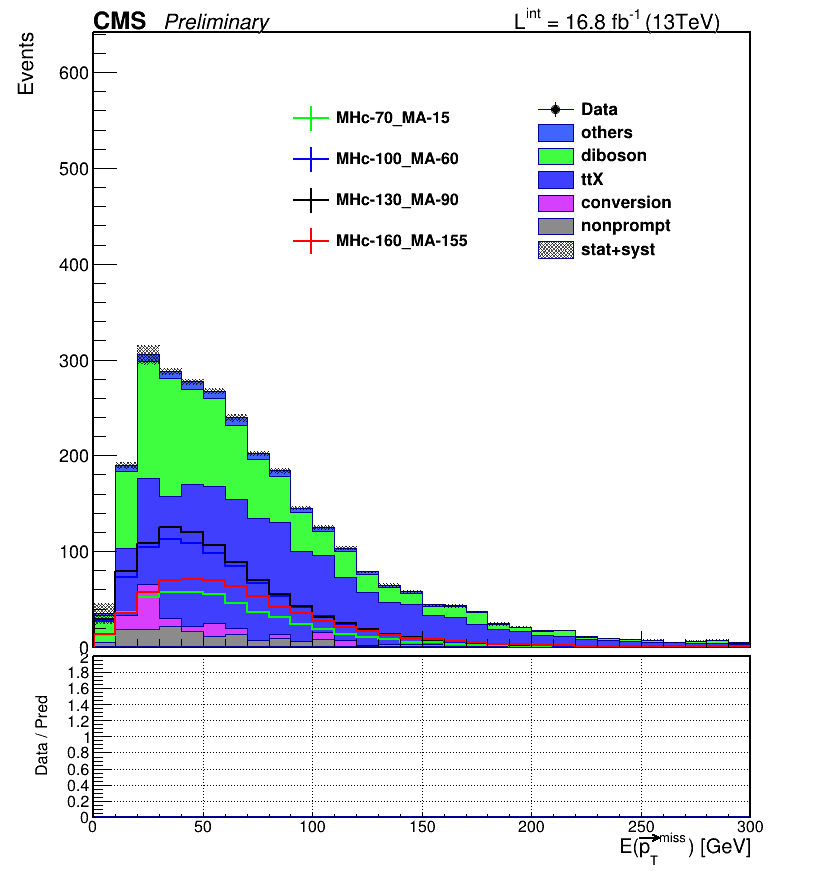 CMS Preliminary L^int = 16.8 fb^-1 (13TeV)
Events
600
500
400
300
200
100
0
MHc-70_MA-15
MHc-100_MA-60
MHc-130_MA-90
MHc-160_MA-155
Data
others
diboson
ttX
conversion
nonprompt
stat+syst
Data / Pred
2
1.8
1.6
1.4
1.2
1
0.8
0.6
0.4
0.2
0
0 50 100 150 200 250 300
E(p_T^miss) [GeV]